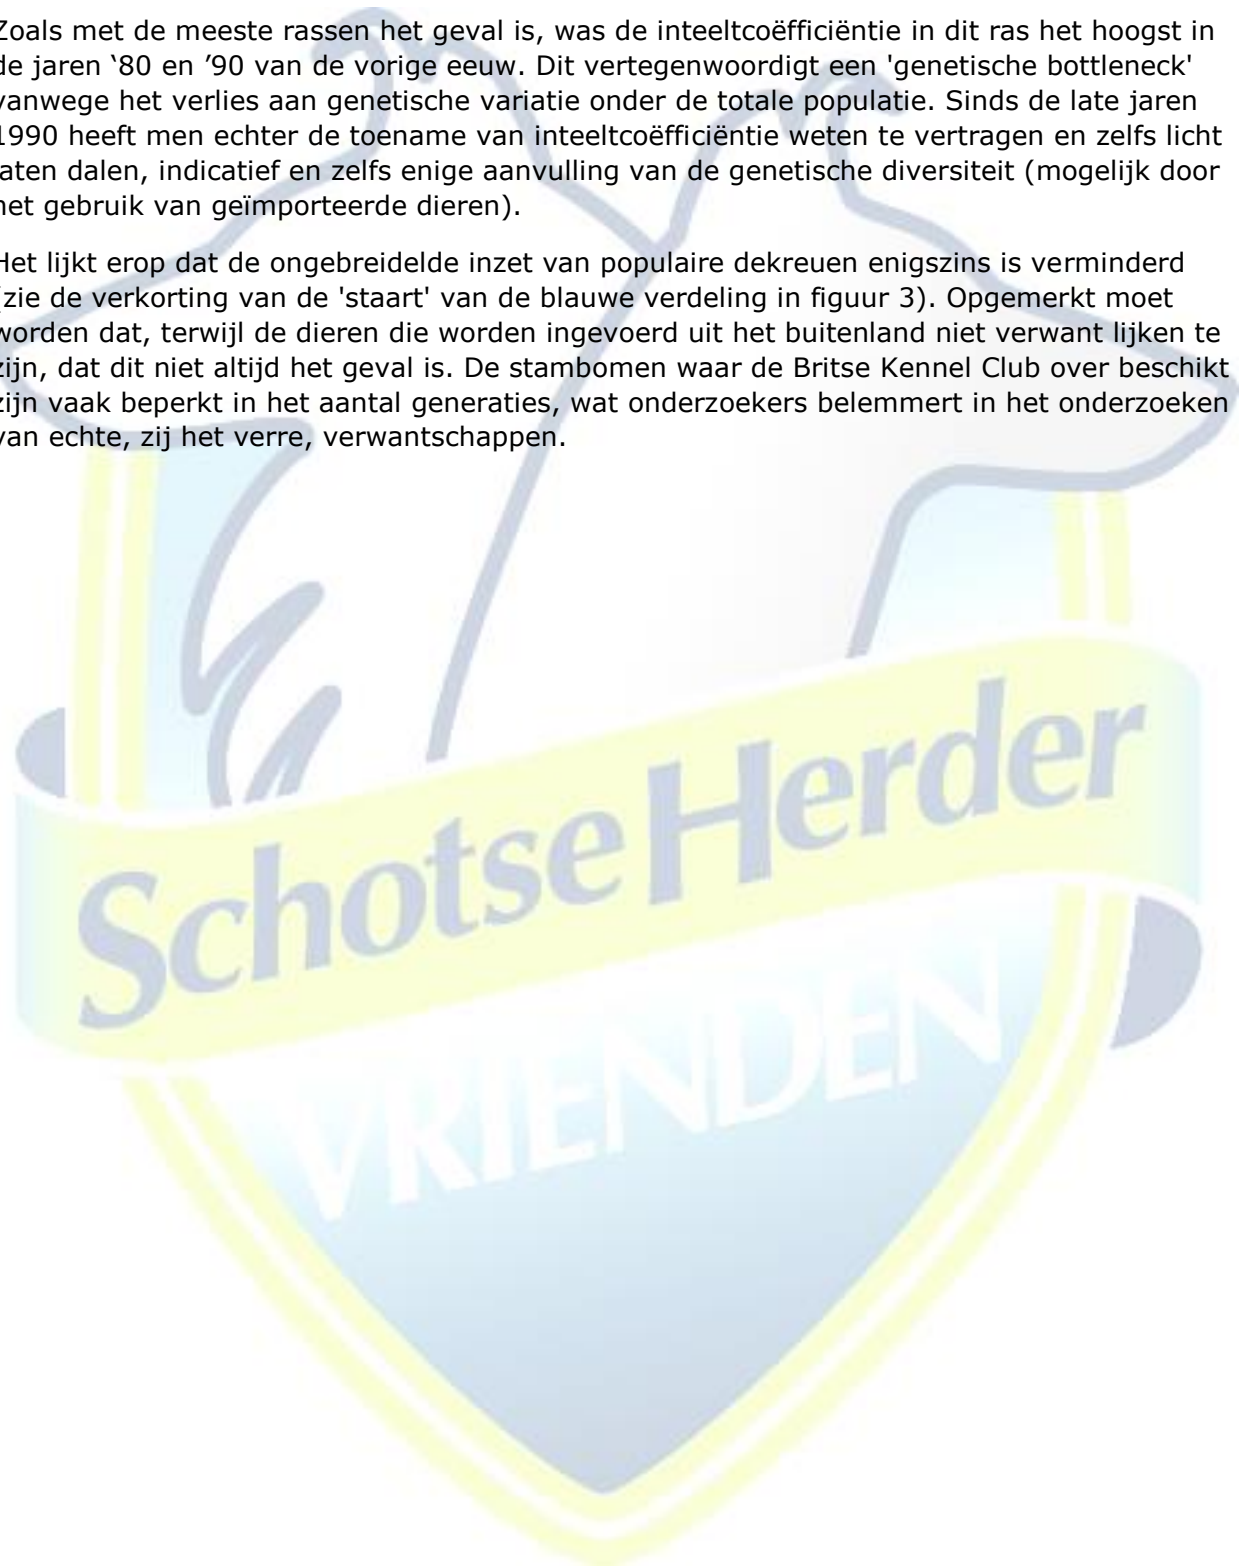 Zoals met de meeste rassen het geval is, was de inteeltcoëfficiëntie in dit ras het hoogst in
de jaren ‘80 en ’90 van de vorige eeuw. Dit vertegenwoordigt een 'genetische bottleneck'
vanwege het verlies aan genetische variatie onder de totale populatie. Sinds de late jaren
1990 heeft men echter de toename van inteeltcoëfficiëntie weten te vertragen en zelfs licht
laten dalen, indicatief en zelfs enige aanvulling van de genetische diversiteit (mogelijk door
het gebruik van geïmporteerde dieren).
Het lijkt erop dat de ongebreidelde inzet van populaire dekreuen enigszins is verminderd
(zie de verkorting van de 'staart' van de blauwe verdeling in figuur 3). Opgemerkt moet
worden dat, terwijl de dieren die worden ingevoerd uit het buitenland niet verwant lijken te
zijn, dat dit niet altijd het geval is. De stambomen waar de Britse Kennel Club over beschikt
zijn vaak beperkt in het aantal generaties, wat onderzoekers belemmert in het onderzoeken
van echte, zij het verre, verwantschappen.
Schotse Herder
VRIENDEN